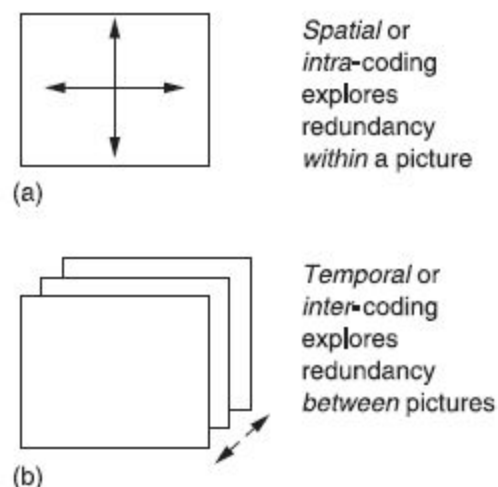 Spatial or
intra-coding
explores
redundancy
within a picture
(a)
Temporal or
inter-coding
explores
redundancy
between pictures
(b)